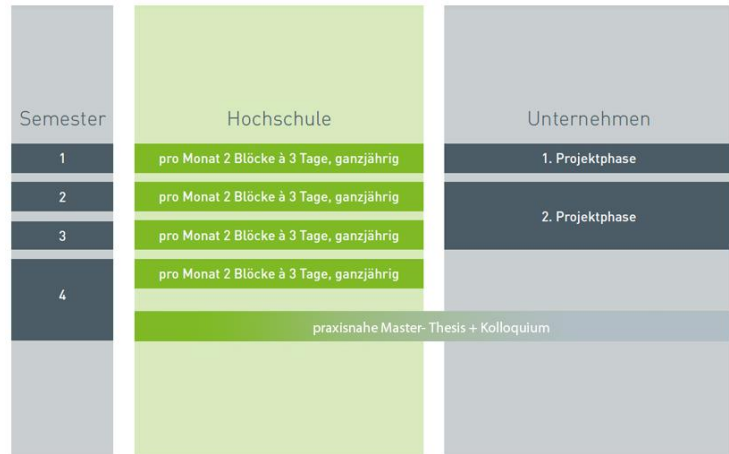 Semester Hochschule Unternehmen
1 pro Monat 2 Blöcke à 3 Tage, ganzjährig 1. Projektphase
2 pro Monat 2 Blöcke à 3 Tage, ganzjährig
2. Projektphase
3 pro Monat 2 Blöcke à 3 Tage, ganzjährig
pro Monat 2 Blöcke à 3 Tage, ganzjährig
4
praxisnahe Master- Thesis + Kolloquium